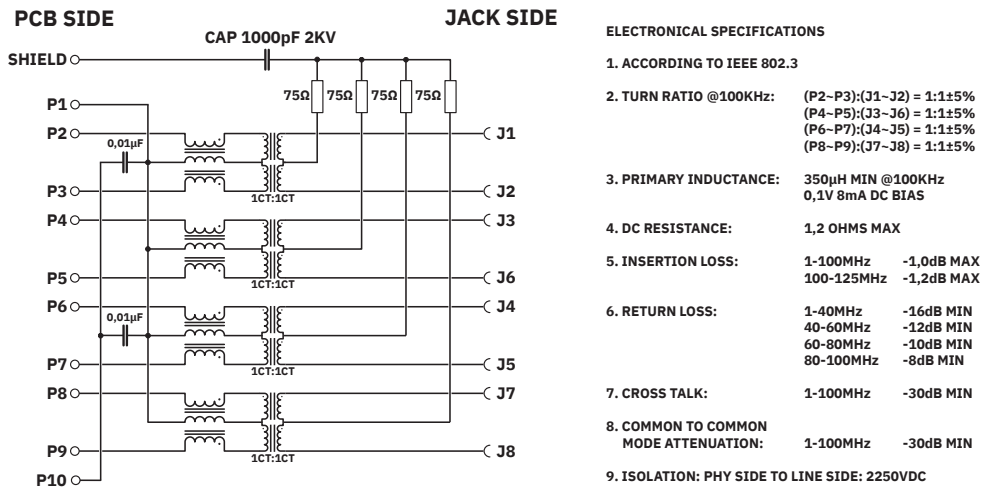 PCB SIDE
JACK SIDE
CAP 1000pF 2KV
SHIELD
75Ω 75Ω 75Ω 75Ω
P1
P2
J1
0,01µF
P3
J2
1CT:1CT
P4
J3
P5
J6
1CT:1CT
P6
J4
0,01µF
P7
J5
1CT:1CT
P8
J7
P9
J8
1CT:1CT
P10
ELECTRONICAL SPECIFICATIONS
1. ACCORDING TO IEEE 802.3
2. TURN RATIO @100KHz: (P2~P3):(J1~J2) = 1:1±5%
(P4~P5):(J3~J6) = 1:1±5%
(P6~P7):(J4~J5) = 1:1±5%
(P8~P9):(J7~J8) = 1:1±5%
3. PRIMARY INDUCTANCE: 350µH MIN @100KHz
0,1V 8mA DC BIAS
4. DC RESISTANCE: 1,2 OHMS MAX
5. INSERTION LOSS: 1-100MHz -1,0dB MAX
100-125MHz -1,2dB MAX
6. RETURN LOSS: 1-40MHz -16dB MIN
40-60MHz -12dB MIN
60-80MHz -10dB MIN
80-100MHz -8dB MIN
7. CROSS TALK: 1-100MHz -30dB MIN
8. COMMON TO COMMON
MODE ATTENUATION: 1-100MHz -30dB MIN
9. ISOLATION: PHY SIDE TO LINE SIDE: 2250VDC